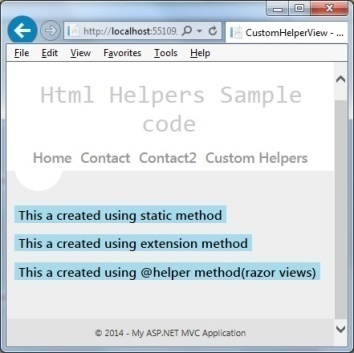 http://localhost:55109
CustomHelperView - ...
File Edit View Favorites Tools Help
Html Helpers Sample
code
Home Contact Contact2 Custom Helpers
This a created using static method
This a created using extension method
This a created using @helper method(razor views)
© 2014 - My ASP.NET MVC Application